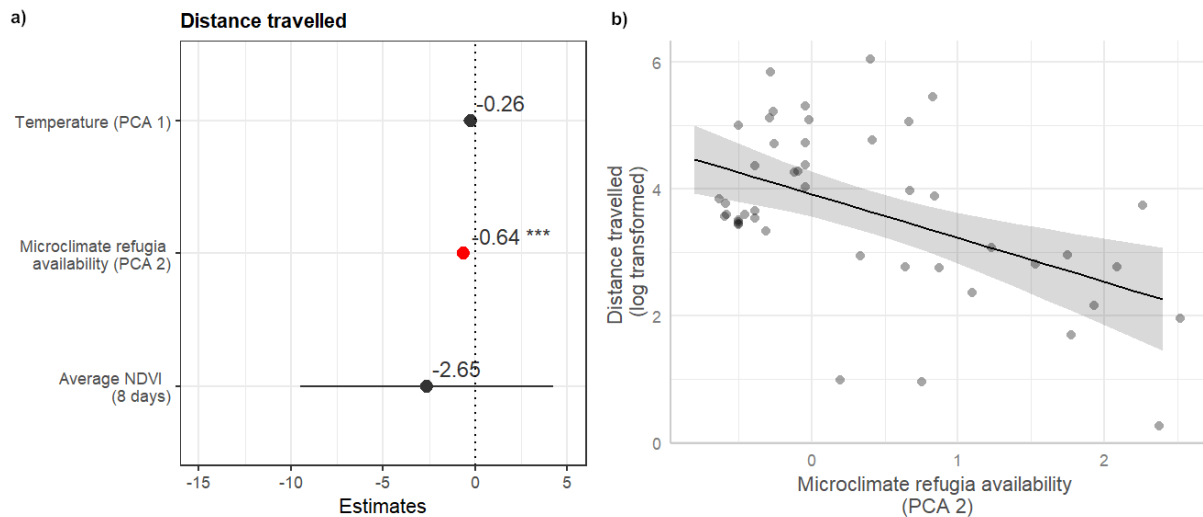 a)
Distance travelled
Temperature (PCA 1)
-0.26
Microclimate refugia
availability (PCA 2)
-0.64 ***
Average NDVI
(8 days)
-2.65
-15 -10 -5 0 5
Estimates
b)
6
4
2
0
Distance travelled
(log transformed)
0 1 2
Microclimate refugia availability
(PCA 2)